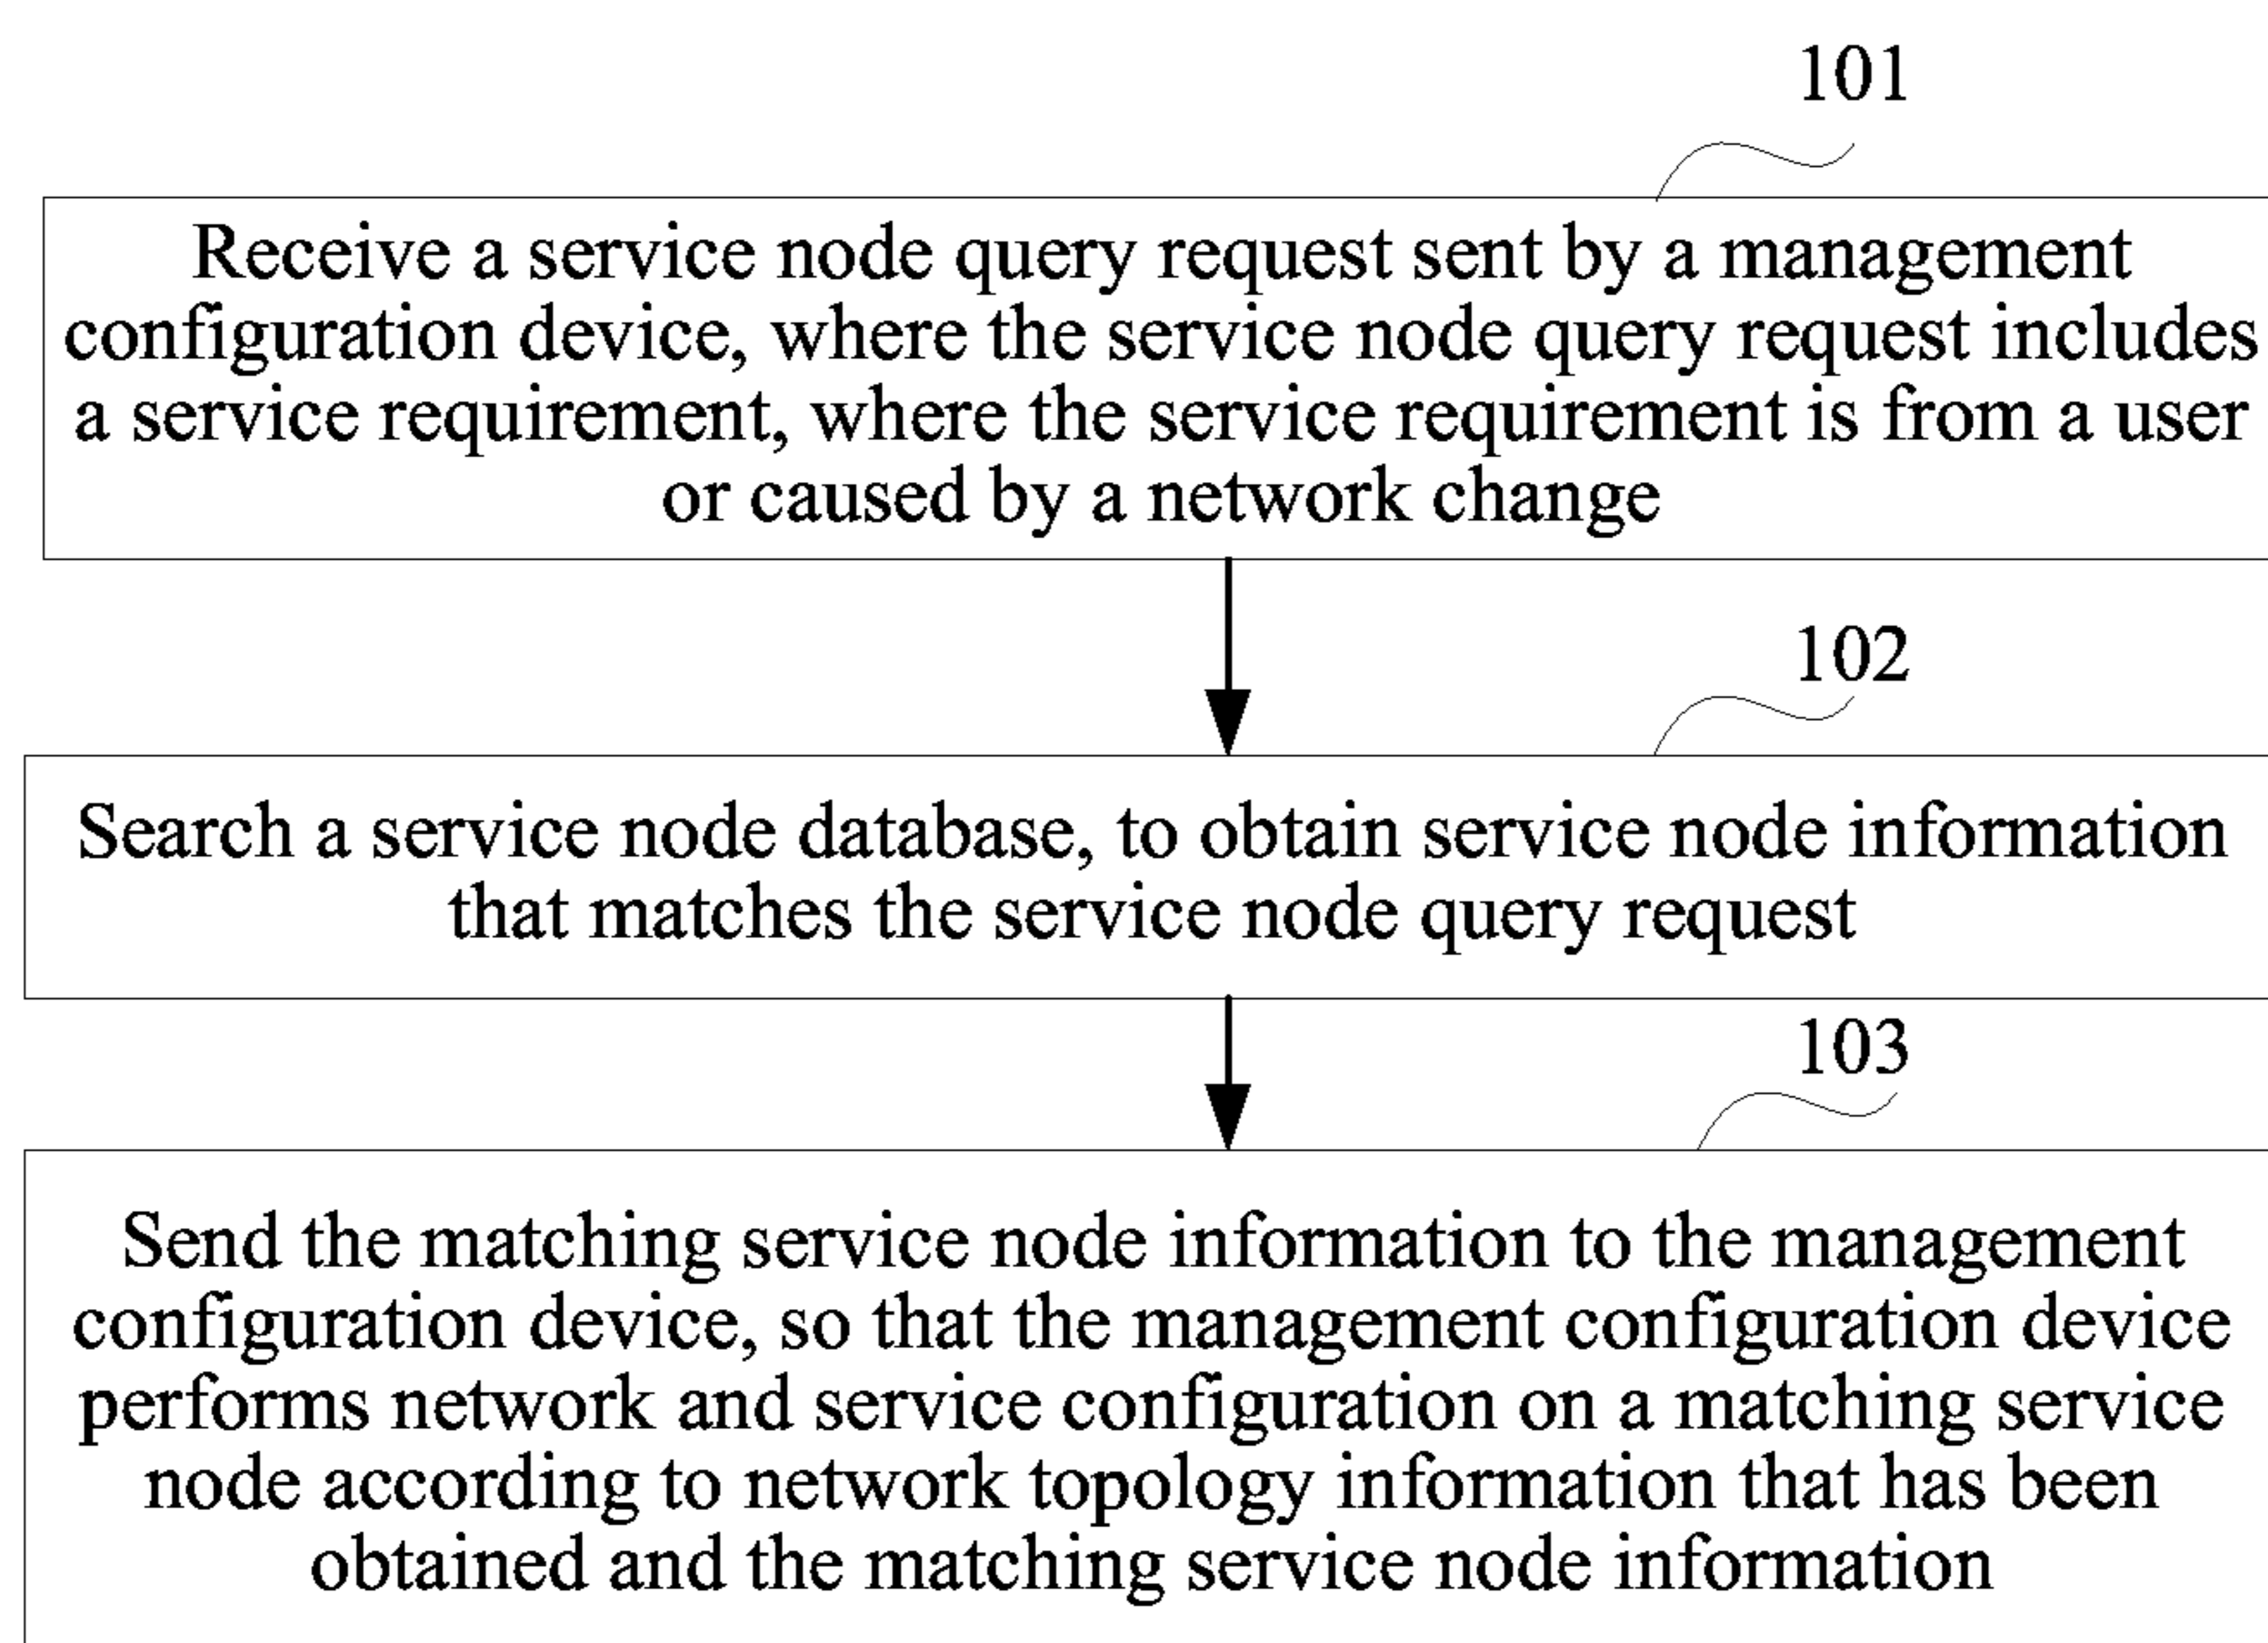 101
Receive a service node query request sent by a management
configuration device, where the service node query request includes
a service requirement, where the service requirement is from a user
or caused by a network change
102
Search a service node database, to obtain service node information
that matches the service node query request
103
Send the matching service node information to the management
configuration device, so that the management configuration device
performs network and service configuration on a matching service
node according to network topology information that has been
obtained and the matching service node information